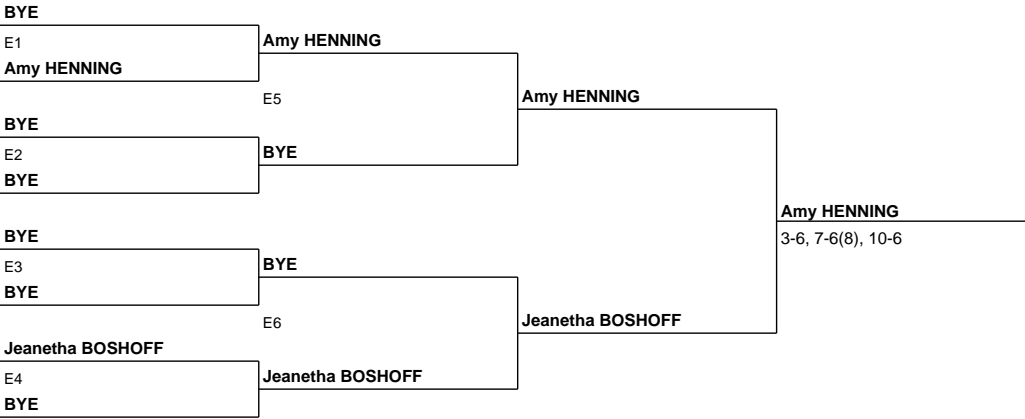 BYE
E1
Amy HENNING
Amy HENNING
E5
Amy HENNING
BYE
E2
BYE
BYE
Amy HENNING
3-6, 7-6(8), 10-6
BYE
E3
BYE
BYE
E6
Jeanetha BOSHOFF
Jeanetha BOSHOFF
E4
Jeanetha BOSHOFF
BYE